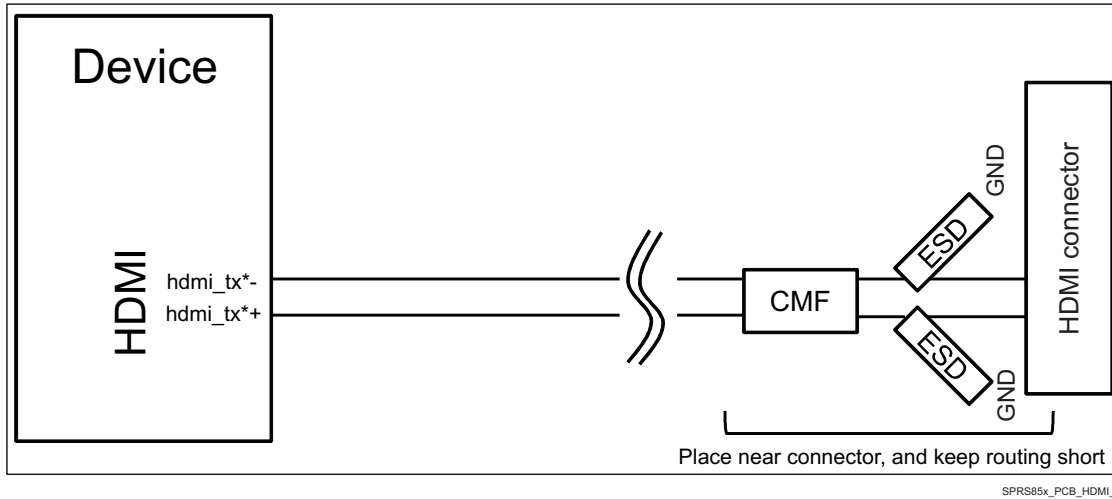 Device
HDMI
hdmi_tx*-
hdmi_tx*+
CMF
ESD
GND
ESD
GND
HDMI connector
Place near connector, and keep routing short
SPRS85x_PCB_HDMI_